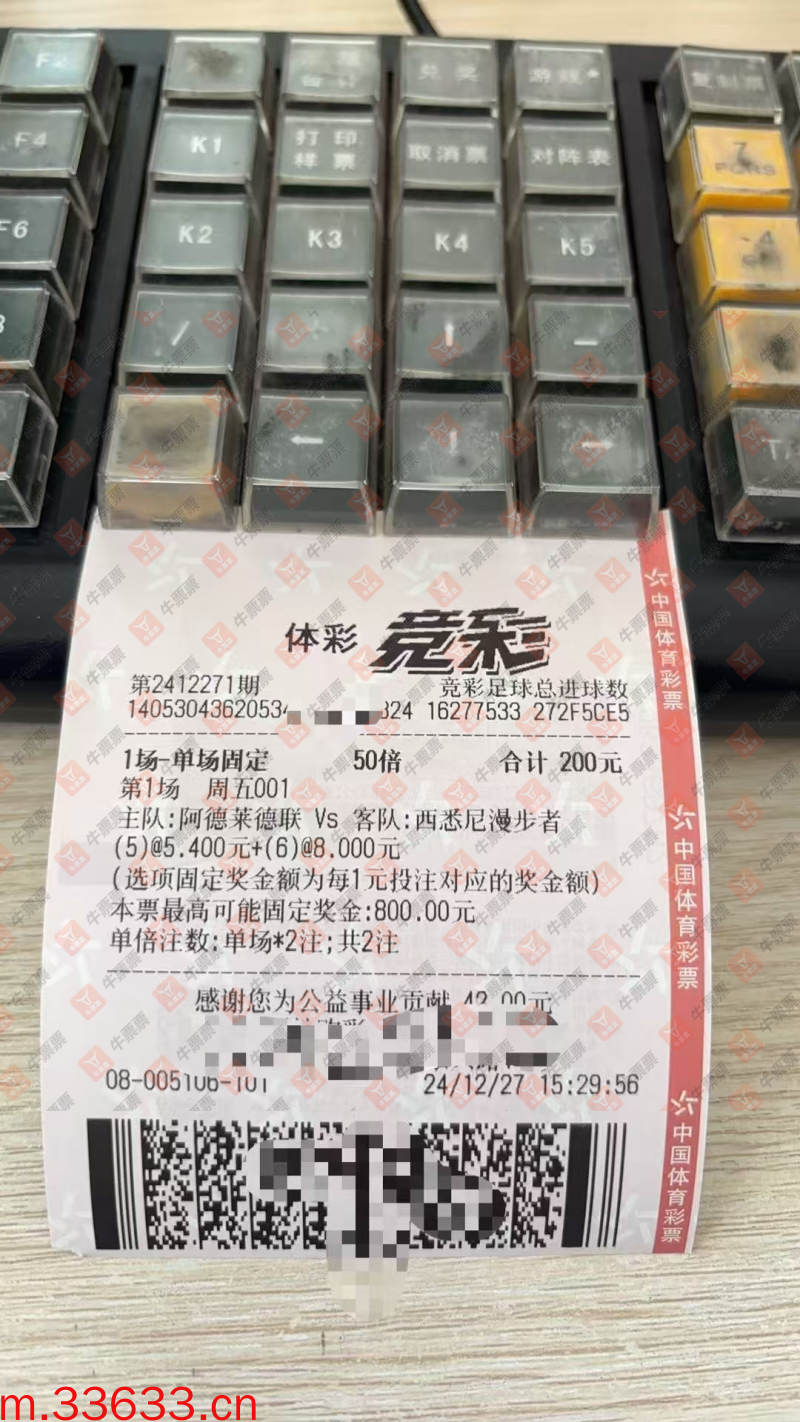 F2
兑奖
游戏
复制票
F4
K1
打印
样票
取消票
对阵表
7
PQRS
F6
K2
K3
K4
K5
4
体彩 竞彩
第2412271期 竞彩足球总进球数
14053043620534 324 16277533 272F5CE5
1场-单场固定 50倍 合计 200元
第1场 周五001
主队:阿德莱德联 Vs 客队:西悉尼漫步者
(5)@5.400元+(6)@8.000元
(选项固定奖金额为每1元投注对应的奖金额)
本票最高可能固定奖金:800.00元
单倍注数:单场*2注;共2注
感谢您为公益事业贡献 42.00元
08-005106-101 24/12/27 15:29:56
中国体育彩票
中国体育彩票
中国体育彩票
牛票票
m.33633.cn